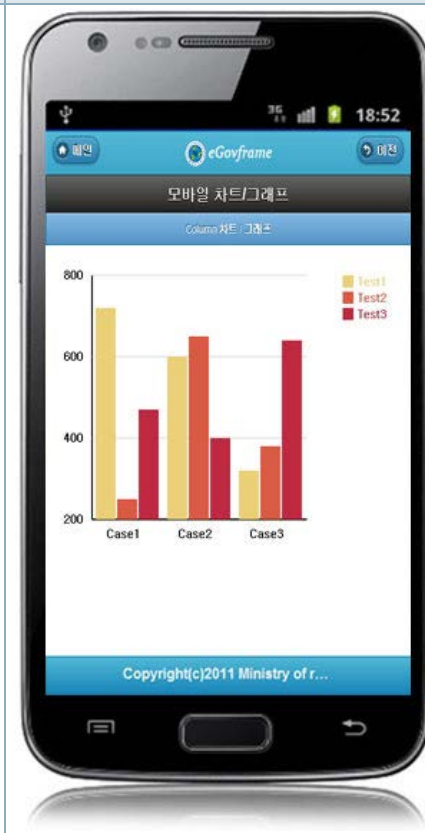 3G
18:52
메인
eGovframe
이전
모바일 차트/그래프
Column 차트 / 그래프
800
Test1
Test2
Test3
600
400
200
Case1 Case2 Case3
Copyright(c)2011 Ministry of r...